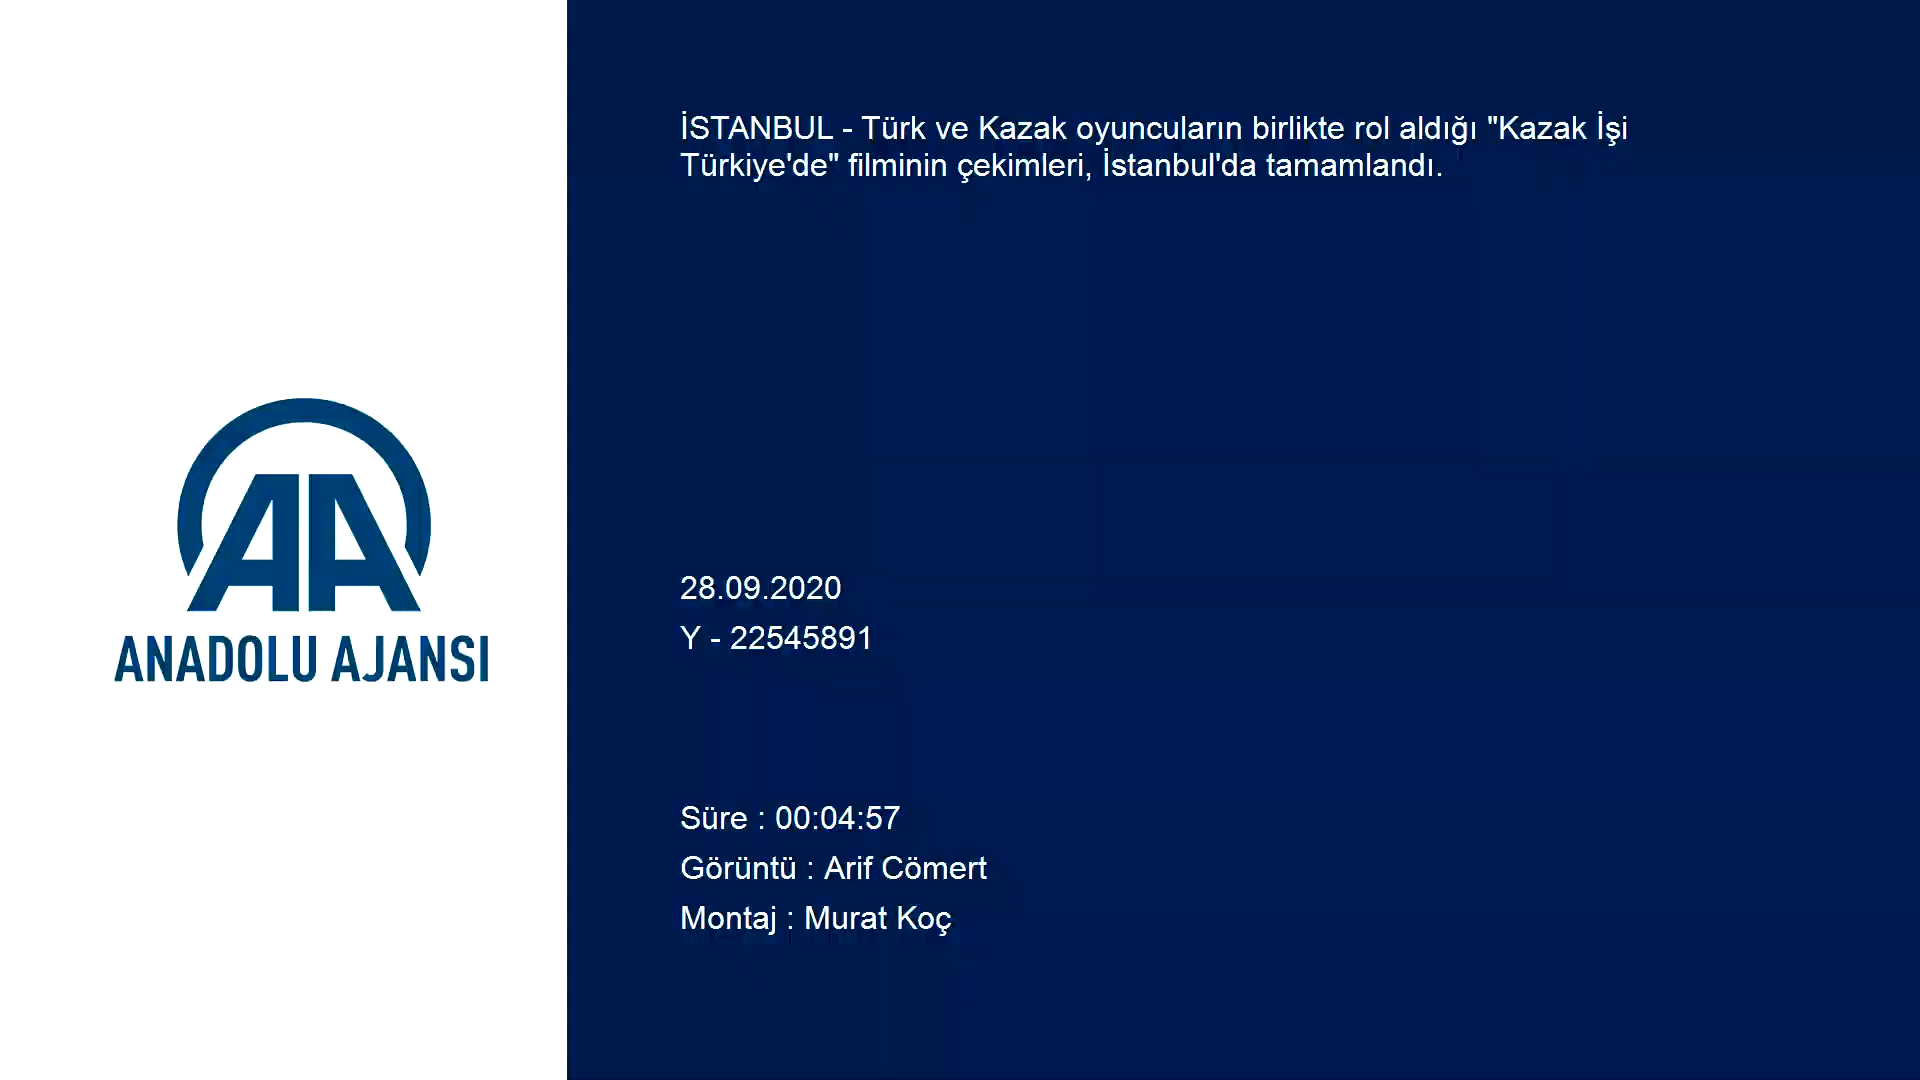 İSTANBUL - Türk ve Kazak oyuncuların birlikte rol aldığı "Kazak İşi
Türkiye'de" filminin çekimleri, İstanbul'da tamamlandı.
AA
ANADOLU AJANSI
28.09.2020
Y - 22545891
Süre : 00:04:57
Görüntü : Arif Cömert
Montaj : Murat Koç